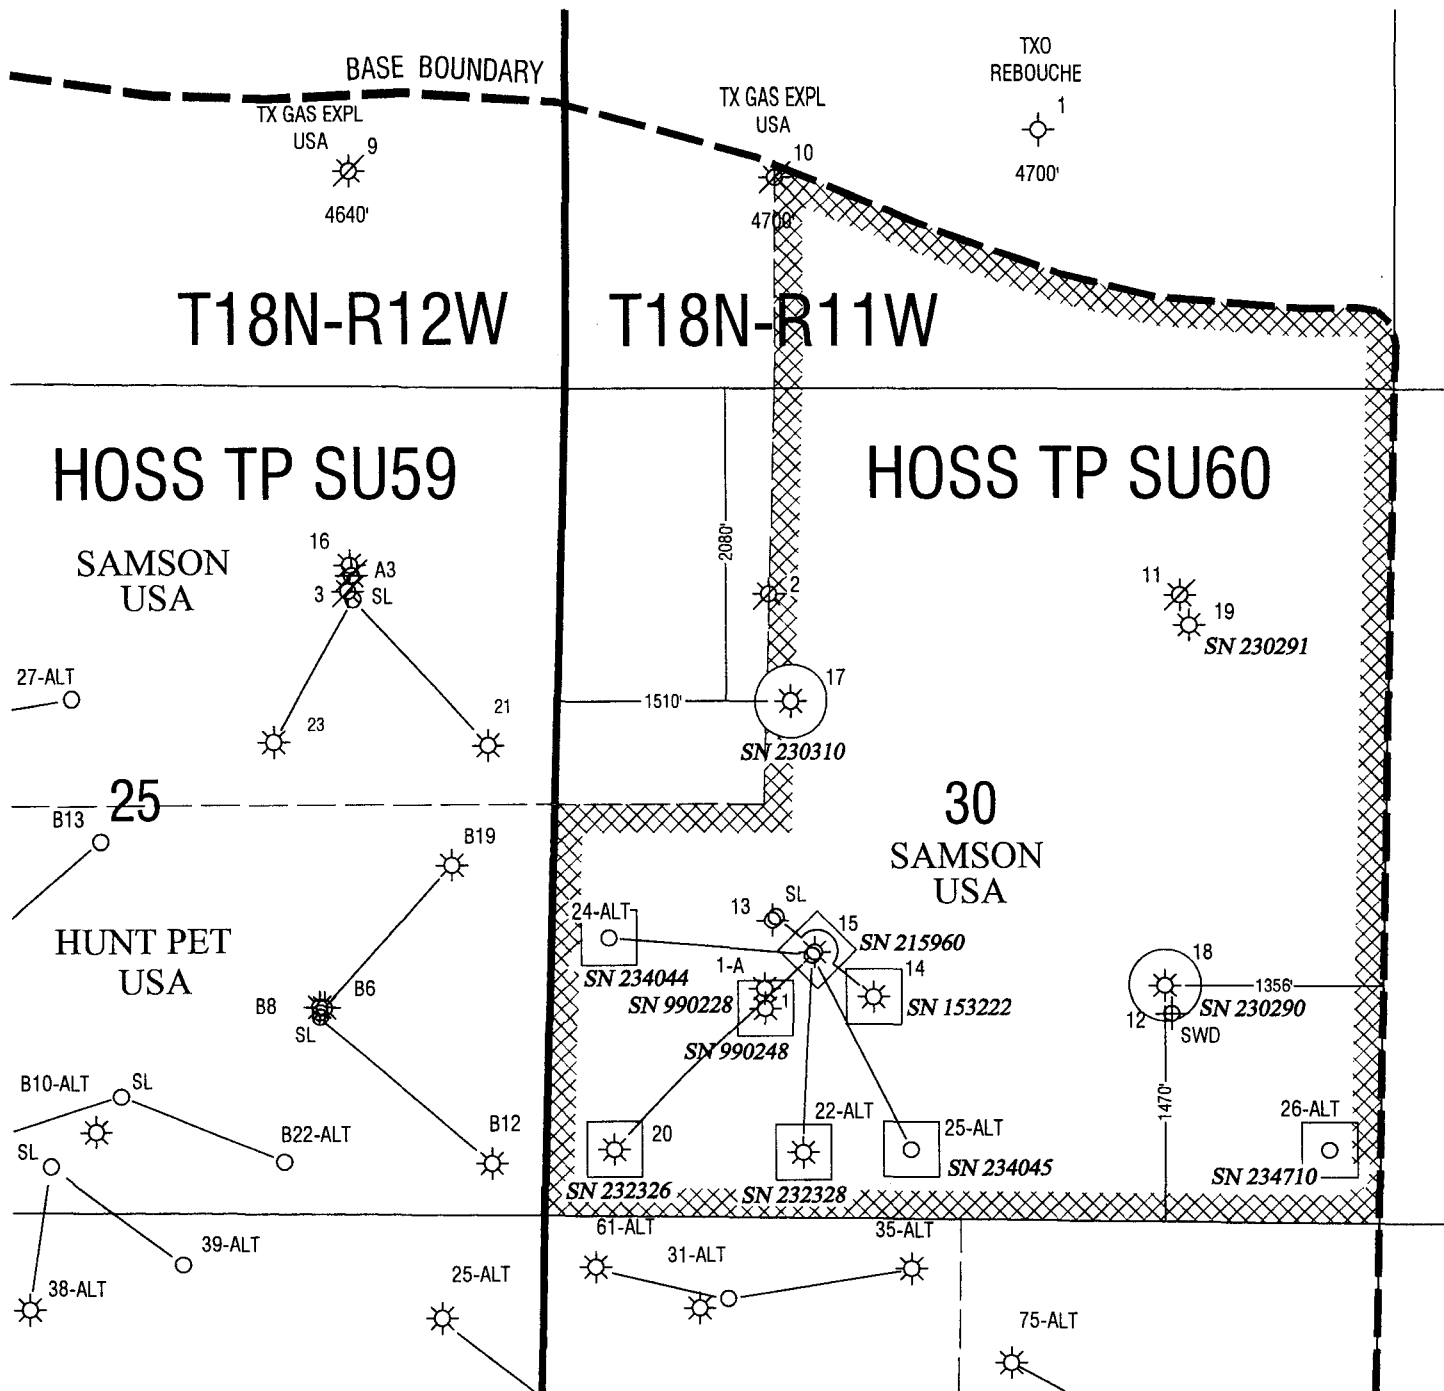 BASE BOUNDARY
TX GAS EXPL
USA
9
4640'
TX GAS EXPL
USA
10
4700'
TXO
REBOUCHE
1
4700'
T18N-R12W
T18N-R11W
HOSS TP SU59
HOSS TP SU60
SAMSON
USA
16
A3
3
SL
2080'
2
11
19
SN 230291
27-ALT
23
21
1510'
17
SN 230310
25
30
SAMSON
USA
B13
B19
HUNT PET
USA
B8
B6
SL
24-ALT
SN 234044
13
SL
15
SN 215960
1-A
SN 990228
1
SN 990248
14
SN 153222
18
1356'
SN 230290
12
SWD
1470'
B10-ALT
SL
B22-ALT
B12
SL
20
SN 232326
22-ALT
SN 232328
25-ALT
SN 234045
26-ALT
SN 234710
39-ALT
38-ALT
25-ALT
61-ALT
31-ALT
35-ALT
75-ALT